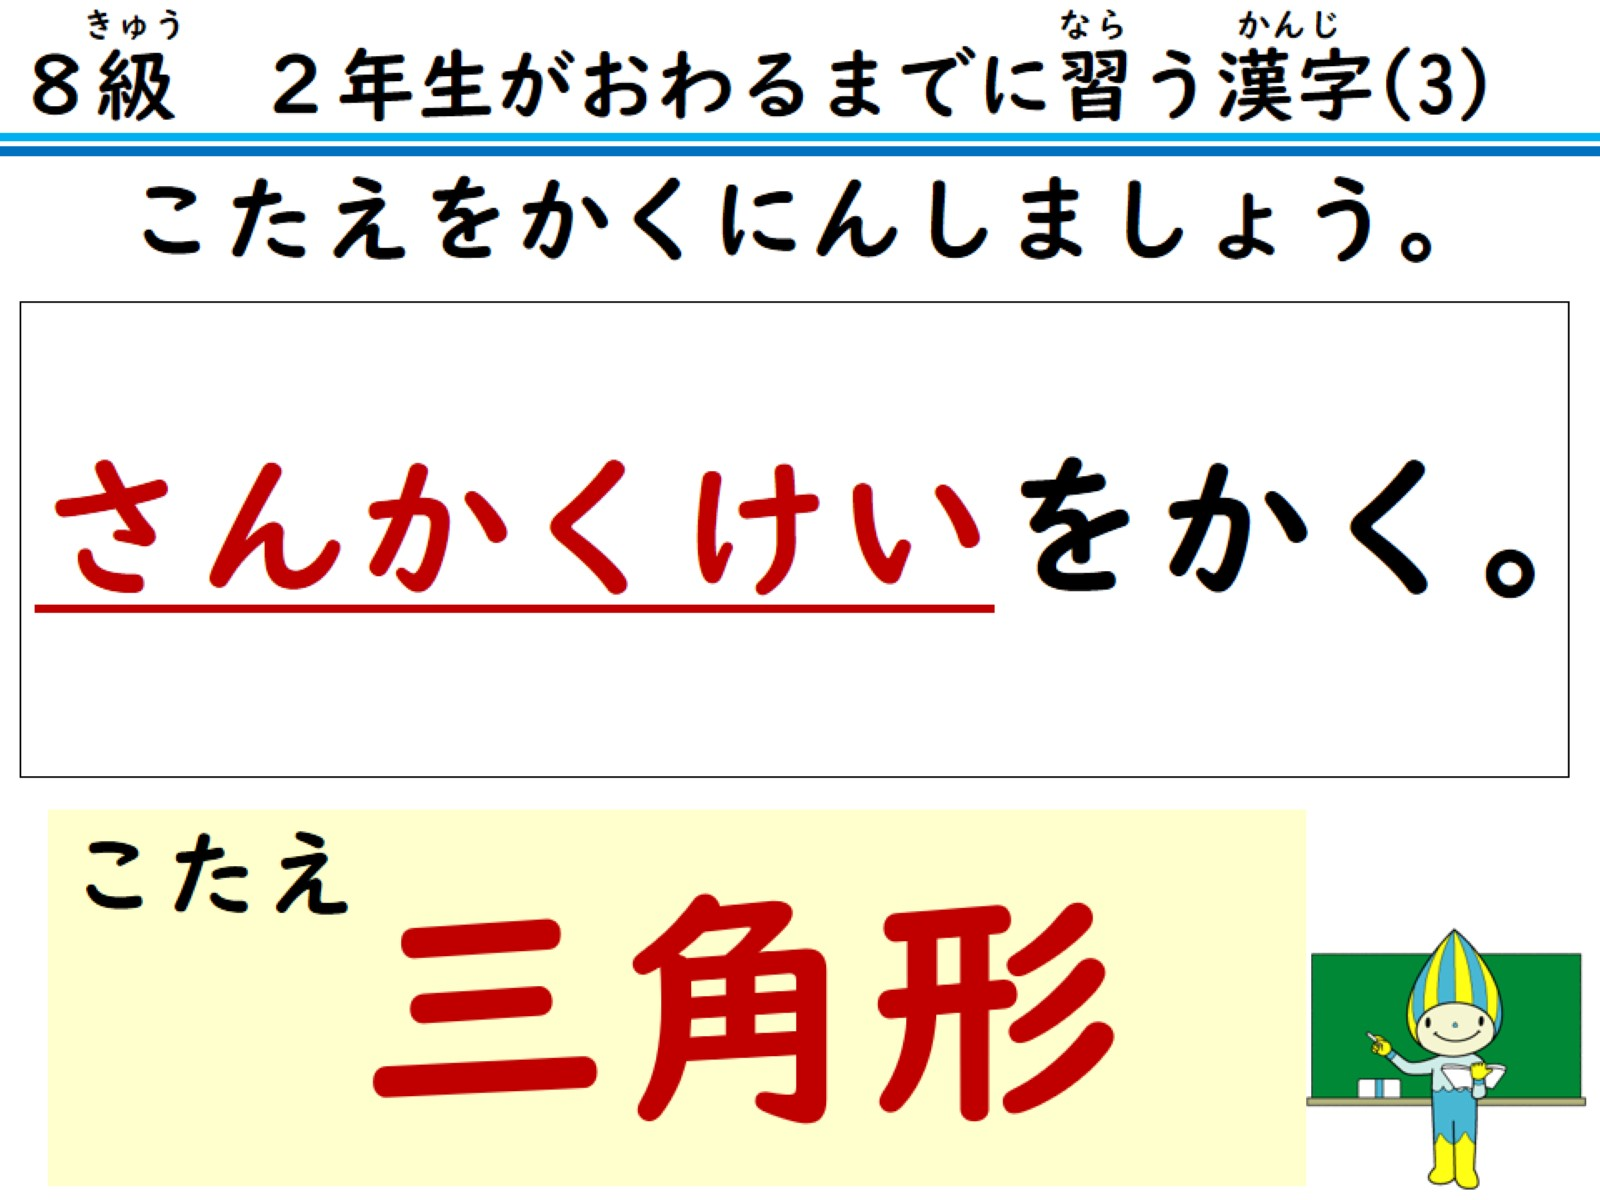 きゅう なら かんじ
８級　２年生がおわるまでに習う漢字(3)
こたえをかくにんしましょう。
さんかくけいをかく。
こたえ
三角形